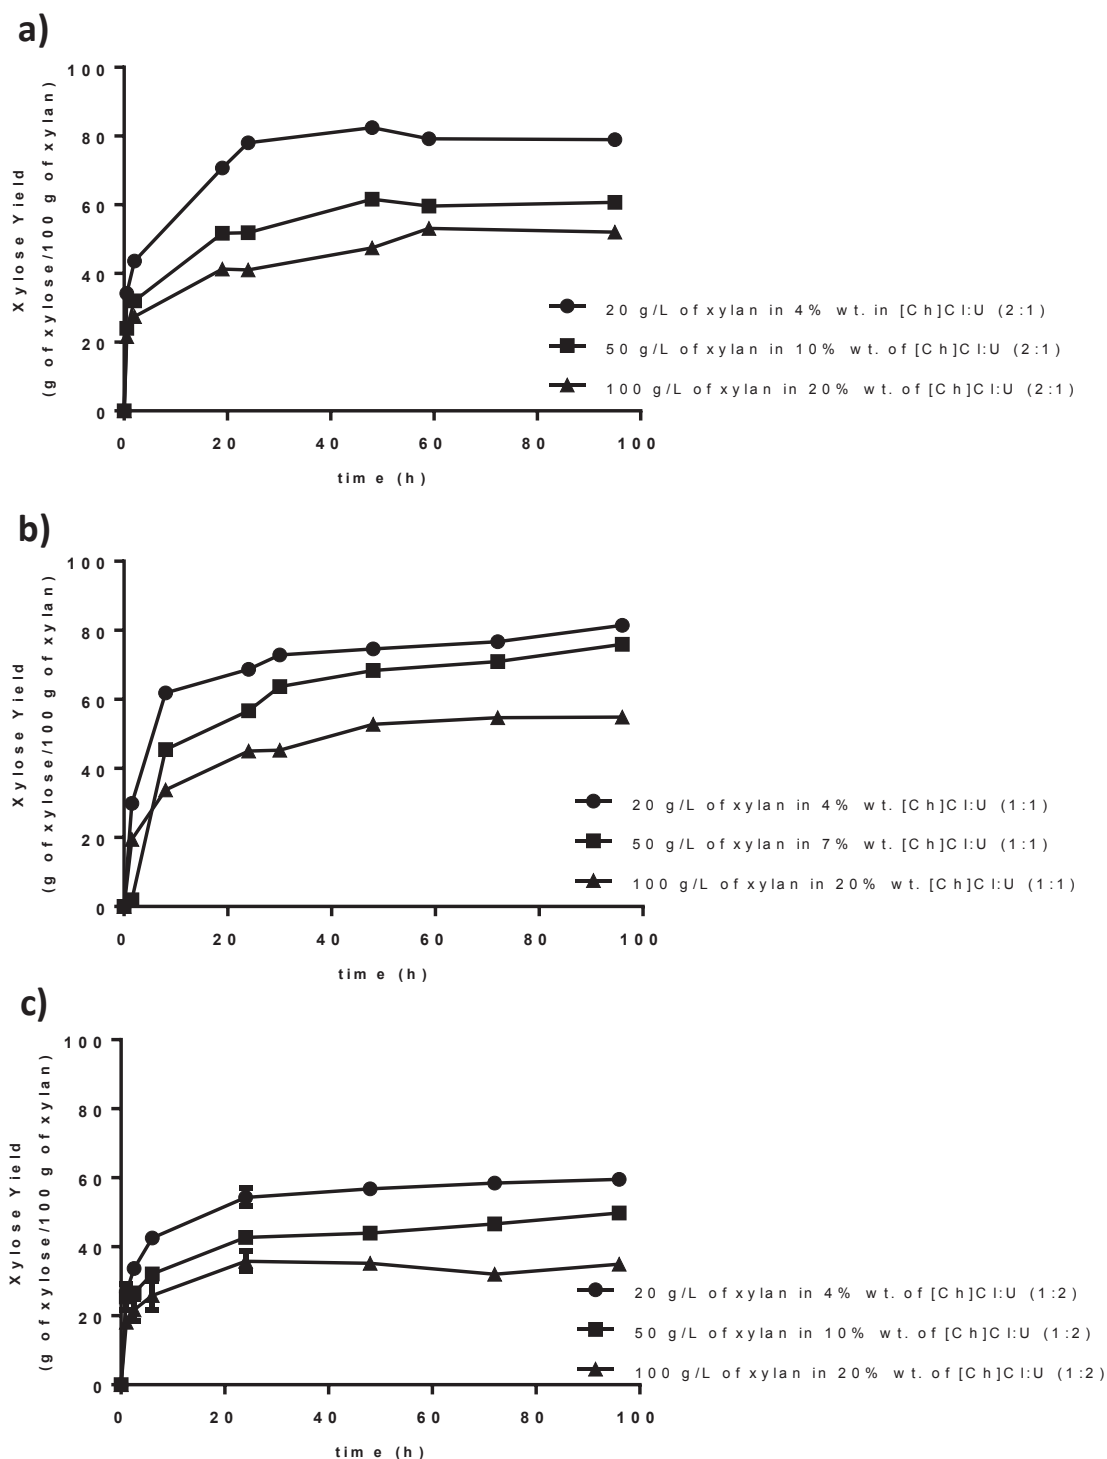 a)
Xylose Yield
(g of xylose/100 g of xylan)
100
80
60
40
20
0
0 20 40 60 80 100
time (h)
20 g/L of xylan in 4% wt. in [Ch]Cl:U (2:1)
50 g/L of xylan in 10% wt. of [Ch]Cl:U (2:1)
100 g/L of xylan in 20% wt. of [Ch]Cl:U (2:1)
b)
Xylose Yield
(g of xylose/100 g of xylan)
100
80
60
40
20
0
0 20 40 60 80 100
time (h)
20 g/L of xylan in 4% wt. [Ch]Cl:U (1:1)
50 g/L of xylan in 7% wt. [Ch]Cl:U (1:1)
100 g/L of xylan in 20% wt. [Ch]Cl:U (1:1)
c)
Xylose Yield
(g of xylose/100 g of xylan)
100
80
60
40
20
0
0 20 40 60 80 100
time (h)
20 g/L of xylan in 4% wt. of [Ch]Cl:U (1:2)
50 g/L of xylan in 10% wt. of [Ch]Cl:U (1:2)
100 g/L of xylan in 20% wt. of [Ch]Cl:U (1:2)